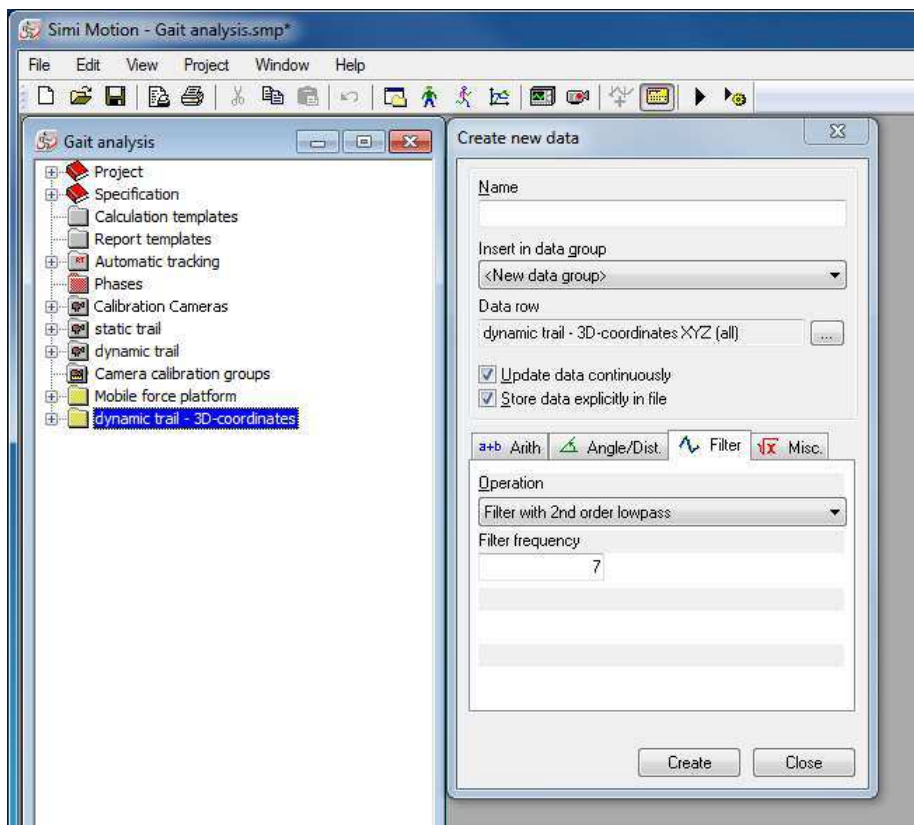 Simi Motion - Gait analysis.smp*
File Edit View Project Window Help
Gait analysis
Project
Specification
Calculation templates
Report templates
RT Automatic tracking
Phases
Calibration Cameras
static trail
dynamic trail
Camera calibration groups
Mobile force platform
dynamic trail - 3D-coordinates
Create new data
Name
Insert in data group
<New data group>
Data row
dynamic trail - 3D-coordinates XYZ (all) ...
Update data continuously
Store data explicitly in file
a+b Arith Angle/Dist. Filter √x Misc.
Operation
Filter with 2nd order lowpass
Filter frequency
7
Create Close